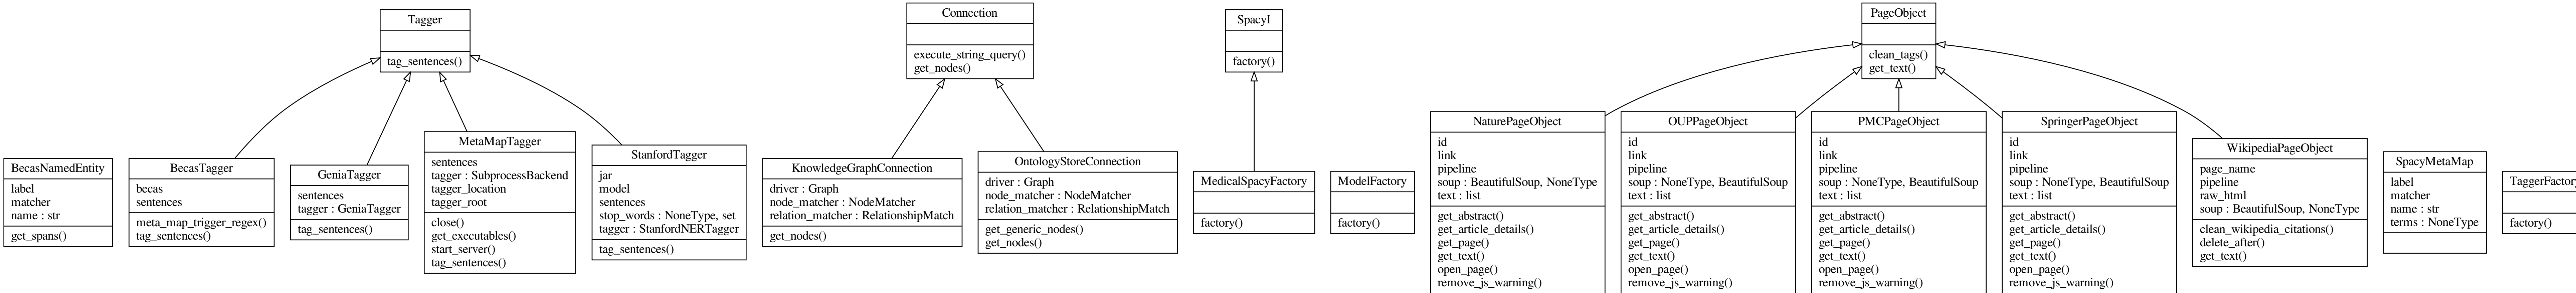 Tagger
tag_sentences()
Connection
execute_string_query()
get_nodes()
SpacyI
factory()
PageObject
clean_tags()
get_text()
BecasNamedEntity
label
matcher
name : str
get_spans()
BecasTagger
becas
sentences
meta_map_trigger_regex()
tag_sentences()
GeniaTagger
sentences
tagger : GeniaTagger
tag_sentences()
MetaMapTagger
sentences
tagger : SubprocessBackend
tagger_location
tagger_root
close()
get_executables()
start_server()
tag_sentences()
StanfordTagger
jar
model
sentences
stop_words : NoneType, set
tagger : StanfordNERTagger
tag_sentences()
KnowledgeGraphConnection
driver : Graph
node_matcher : NodeMatcher
relation_matcher : RelationshipMatch
get_nodes()
OntologyStoreConnection
driver : Graph
node_matcher : NodeMatcher
relation_matcher : RelationshipMatch
get_generic_nodes()
get_nodes()
MedicalSpacyFactory
factory()
ModelFactory
factory()
NaturePageObject
id
link
pipeline
soup : BeautifulSoup, NoneType
text : list
get_abstract()
get_article_details()
get_page()
get_text()
open_page()
remove_js_warning()
OUPPageObject
id
link
pipeline
soup : NoneType, BeautifulSoup
text : list
get_abstract()
get_article_details()
get_page()
get_text()
open_page()
remove_js_warning()
PMCPageObject
id
link
pipeline
soup : NoneType, BeautifulSoup
text : list
get_abstract()
get_article_details()
get_page()
get_text()
open_page()
remove_js_warning()
SpringerPageObject
id
link
pipeline
soup : NoneType, BeautifulSoup
text : list
get_abstract()
get_article_details()
get_page()
get_text()
open_page()
remove_js_warning()
WikipediaPageObject
page_name
pipeline
raw_html
soup : BeautifulSoup, NoneType
clean_wikipedia_citations()
delete_after()
get_text()
SpacyMetaMap
label
matcher
name : str
terms : NoneType
TaggerFactory
factory()